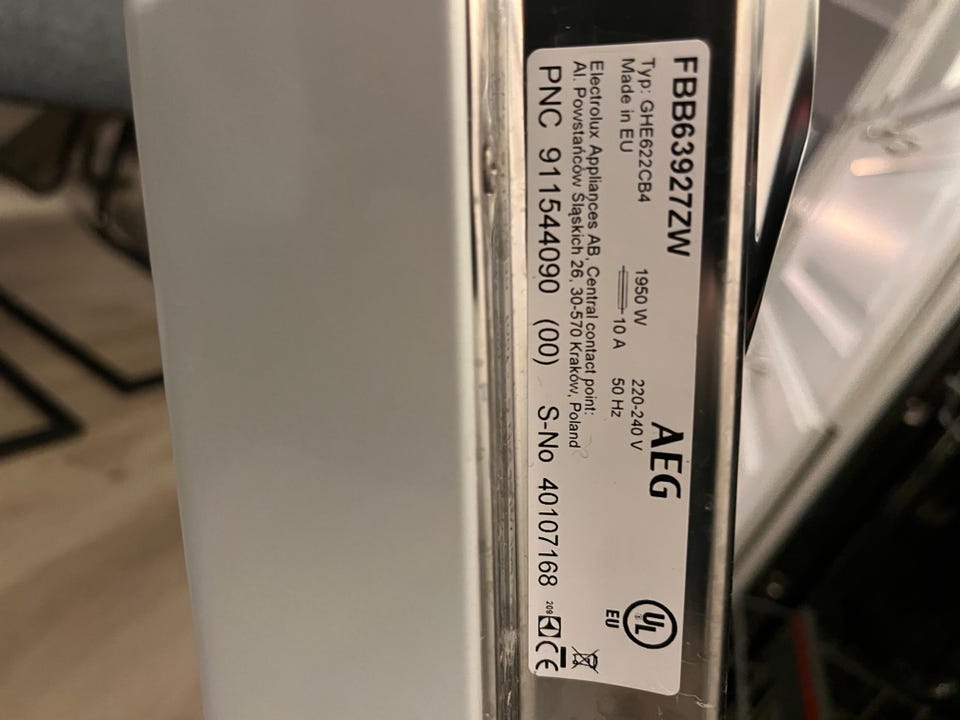 FBB63927ZW
AEG
Typ: GHE622CB4 1950 W 220-240 V
Made in EU 10 A 50 Hz
Electrolux Appliances AB, Central contact point:
Al. Powstańców Śląskich 26, 30-570 Kraków, Poland
PNC 911544090 (00) S-No 40107168
UL
EU
209
CE